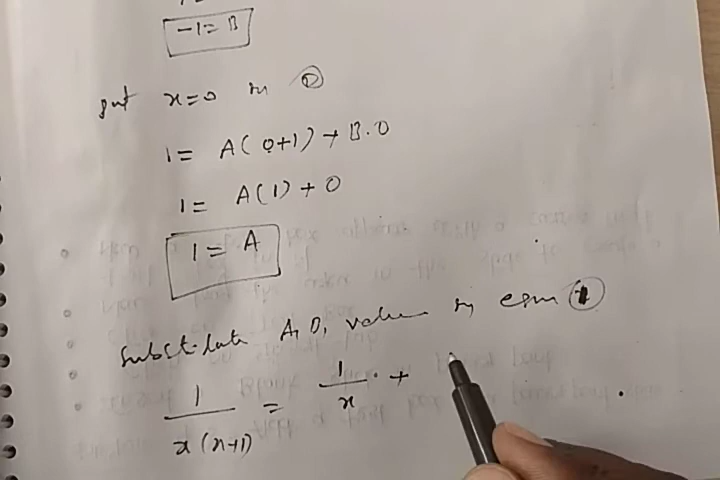 -1 = B
put x=0 in ②
1 = A(0+1) + B.0
1 = A(1) + 0
1 = A
Substitute A, B, value in eqn ①
1/x(x+1) = 1/x . +